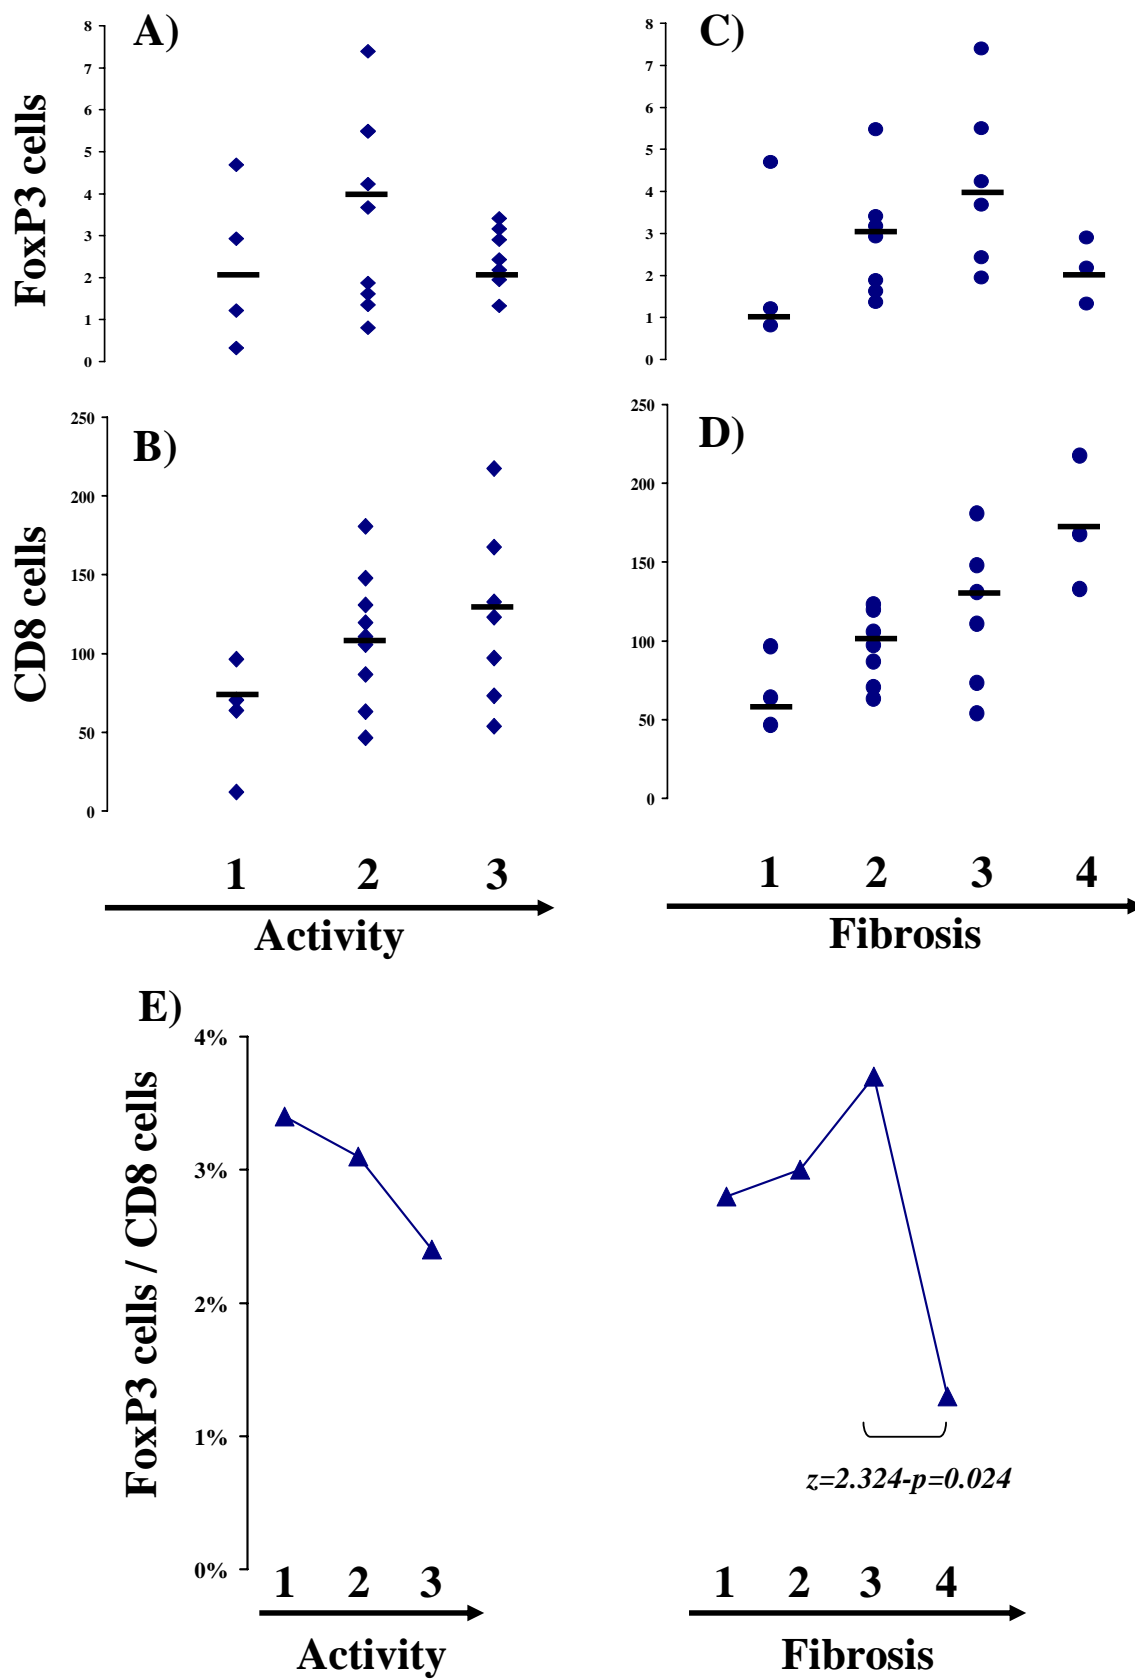 A)
8
7
6
5
4
3
2
1
0
FoxP3 cells
C)
8
7
6
5
4
3
2
1
0
B)
250
200
150
100
50
0
CD8 cells
D)
250
200
150
100
50
0
1 2 3
Activity
1 2 3 4
Fibrosis
E)
4%
3%
2%
1%
0%
FoxP3 cells / CD8 cells
z=2.324-p=0.024
1 2 3
Activity
1 2 3 4
Fibrosis